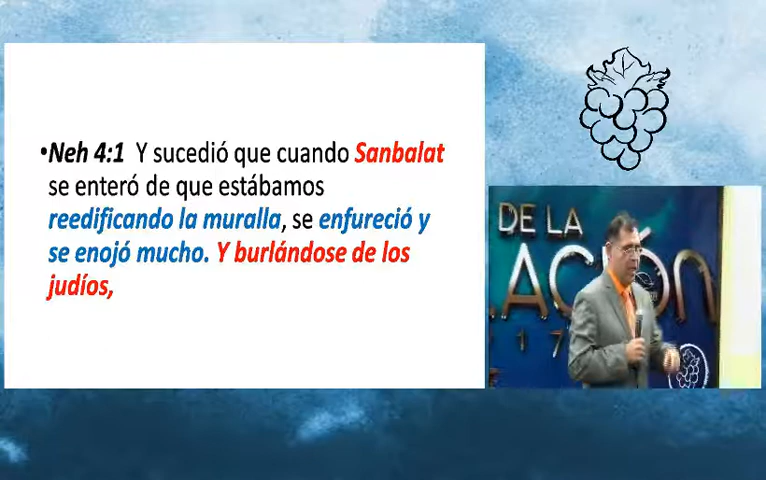 •Neh 4:1 Y sucedió que cuando Sanbalat
se enteró de que estábamos
reedificando la muralla, se enfureció y
se enojó mucho. Y burlándose de los
judíos,
DE LA
ACIÓN
17